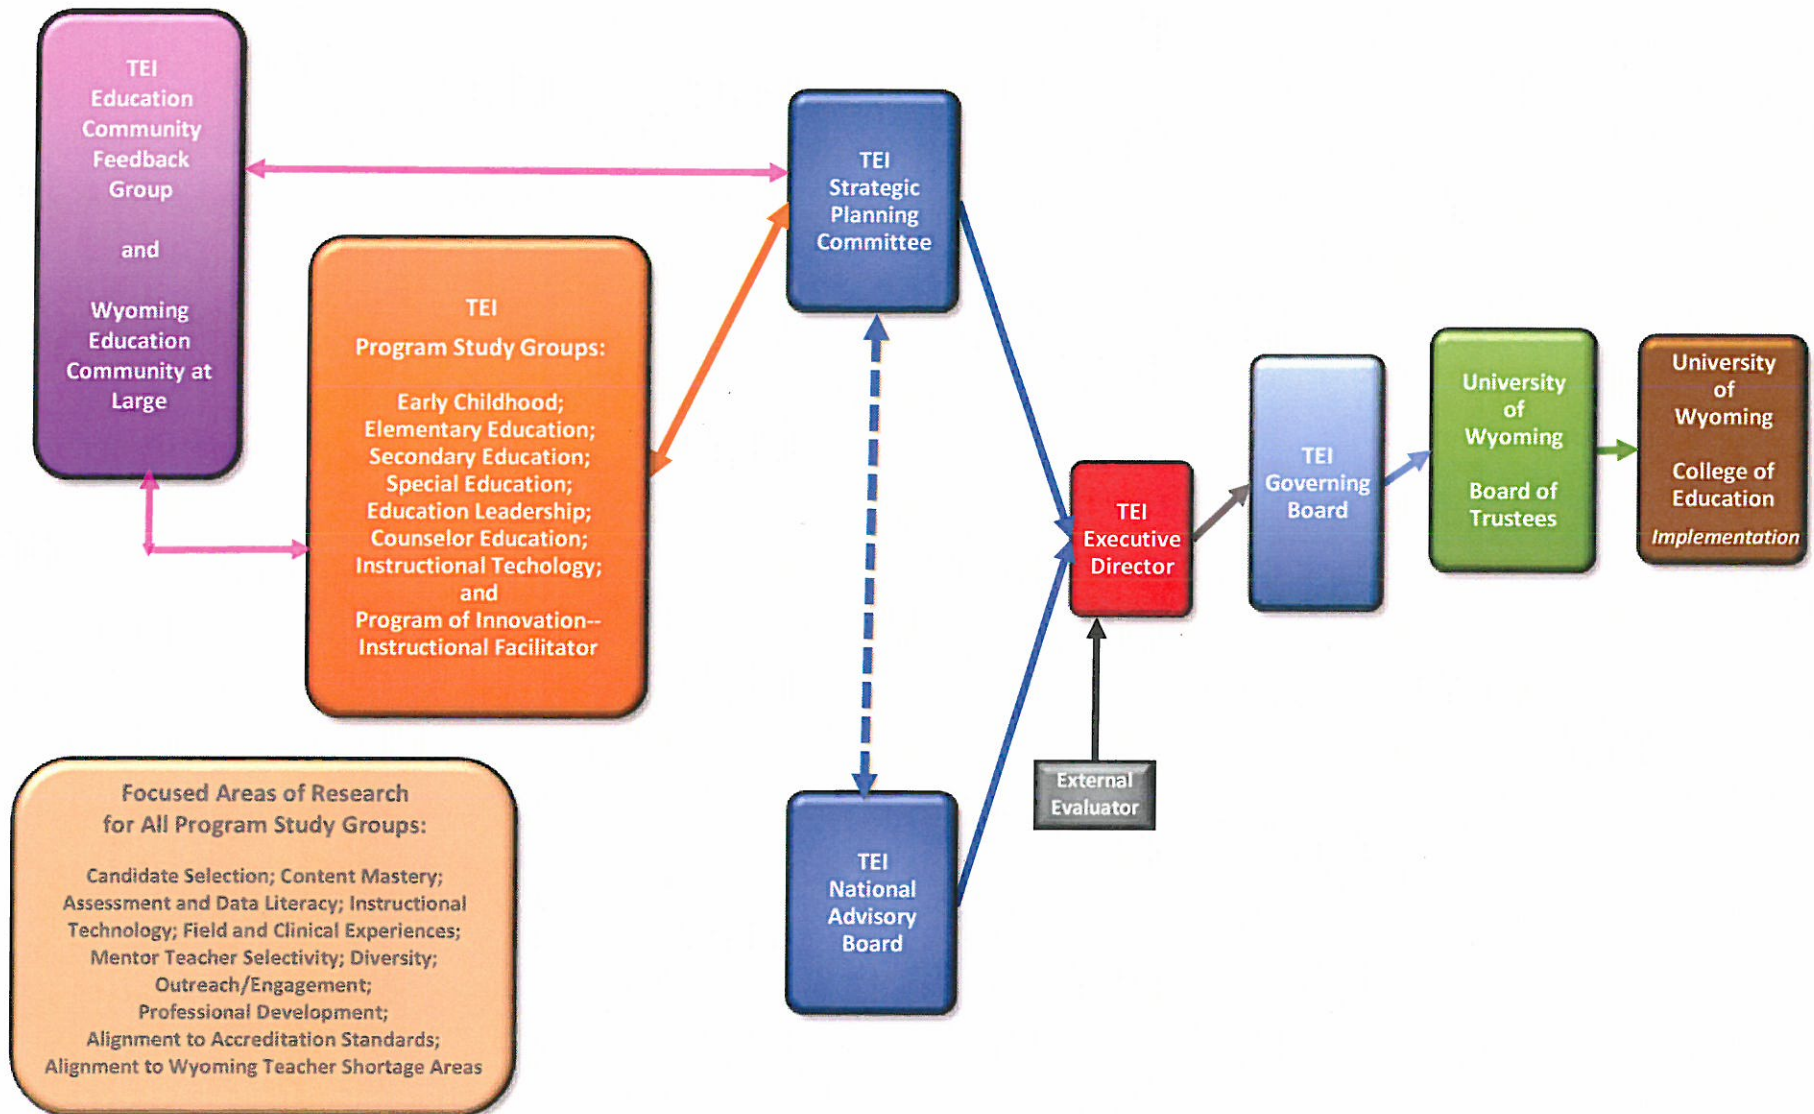 TEI
Education
Community
Feedback
Group
and
Wyoming
Education
Community at
Large
TEI
Program Study Groups:
Early Childhood;
Elementary Education;
Secondary Education;
Special Education;
Education Leadership;
Counselor Education;
Instructional Techology;
and
Program of Innovation--
Instructional Facilitator
Focused Areas of Research
for All Program Study Groups:
Candidate Selection; Content Mastery;
Assessment and Data Literacy; Instructional
Technology; Field and Clinical Experiences;
Mentor Teacher Selectivity; Diversity;
Outreach/Engagement;
Professional Development;
Alignment to Accreditation Standards;
Alignment to Wyoming Teacher Shortage Areas
TEI
Strategic
Planning
Committee
TEI
National
Advisory
Board
TEI
Executive
Director
External
Evaluator
TEI
Governing
Board
University
of
Wyoming
Board of
Trustees
University
of
Wyoming
College of
Education
Implementation